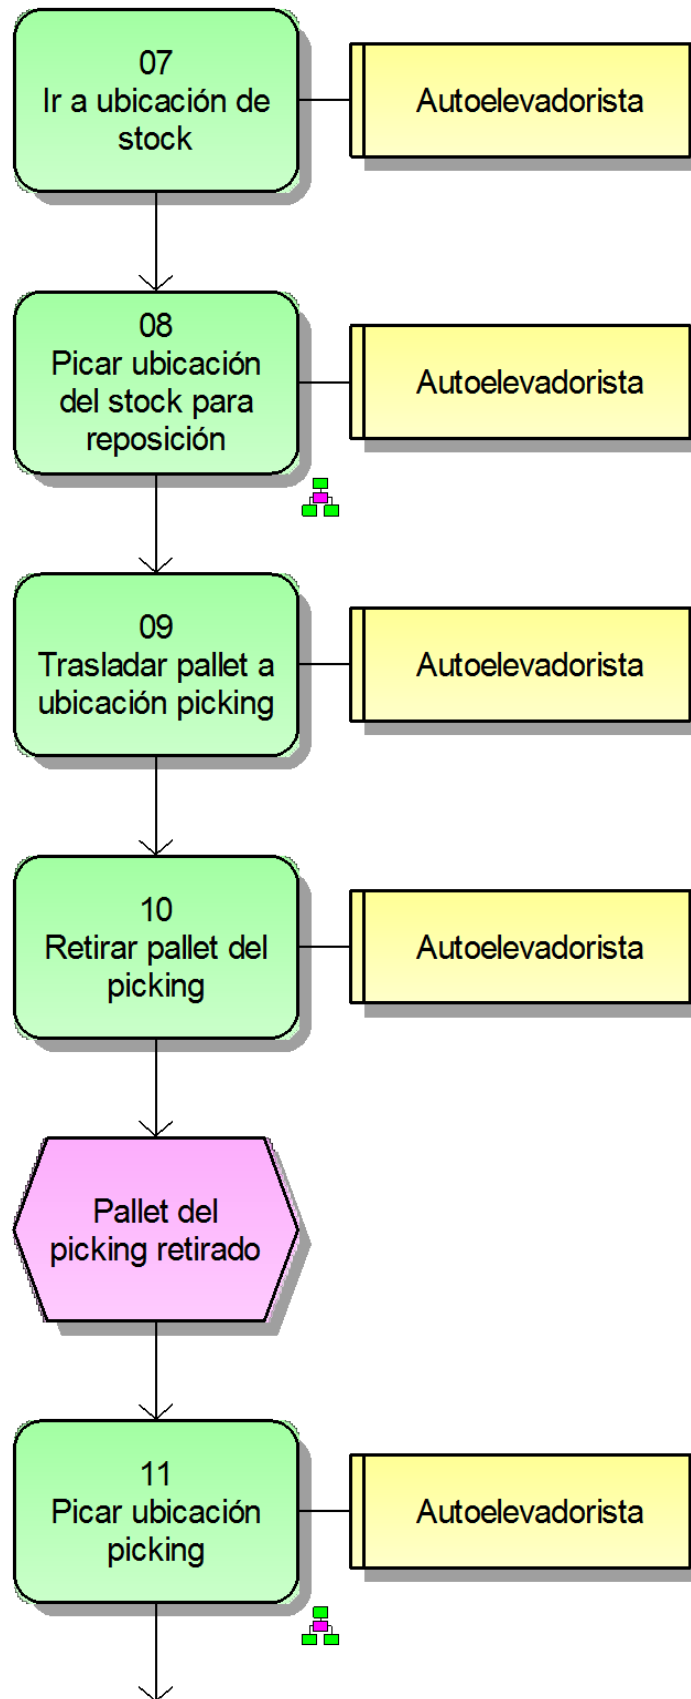 07
Ir a ubicación de
stock
Autoelevadorista
08
Picar ubicación
del stock para
reposición
Autoelevadorista
09
Trasladar pallet a
ubicación picking
Autoelevadorista
10
Retirar pallet del
picking
Autoelevadorista
Pallet del
picking retirado
11
Picar ubicación
picking
Autoelevadorista